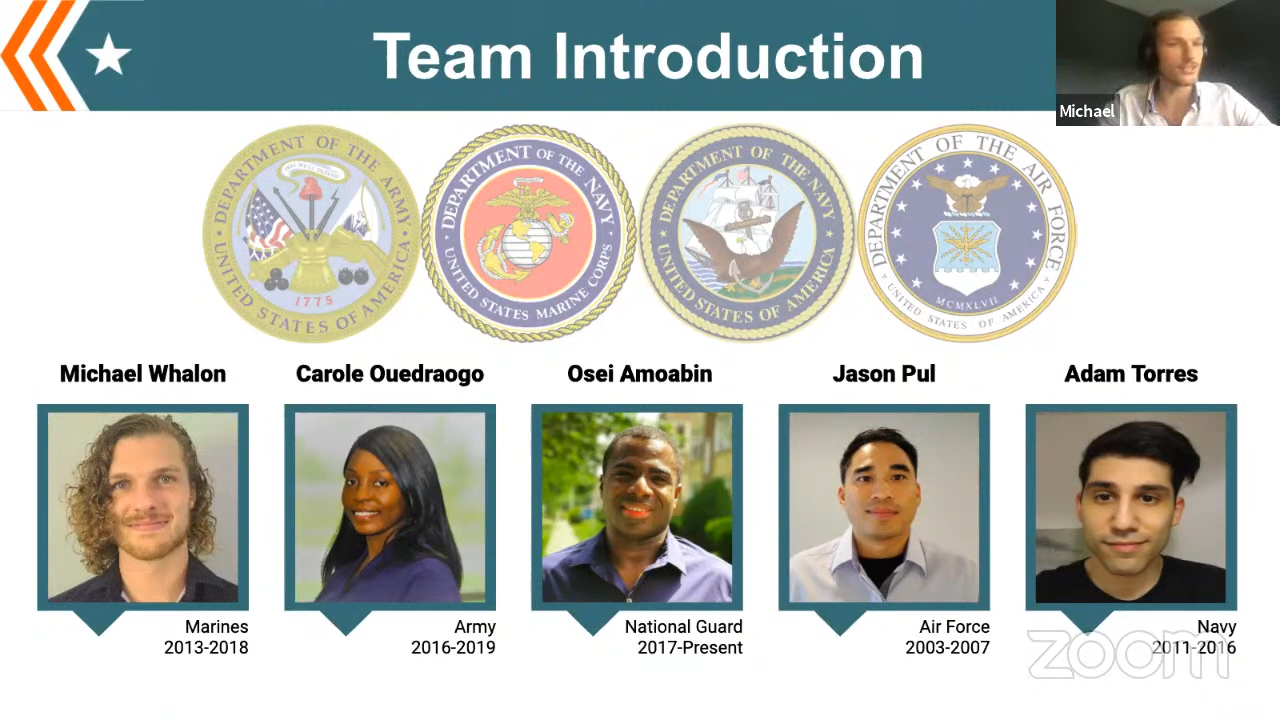 Team Introduction
Michael
DEPARTMENT OF THE ARMY
1775
UNITED STATES OF AMERICA
DEPARTMENT OF THE NAVY
UNITED STATES MARINE CORPS
DEPARTMENT OF THE NAVY
UNITED STATES OF AMERICA
DEPARTMENT OF THE AIR FORCE
MCMXLVII
UNITED STATES OF AMERICA
Michael Whalon
Carole Ouedraogo
Osei Amoabin
Jason Pul
Adam Torres
Marines
2013-2018
Army
2016-2019
National Guard
2017-Present
Air Force
2003-2007
Navy
2011-2016
zoom